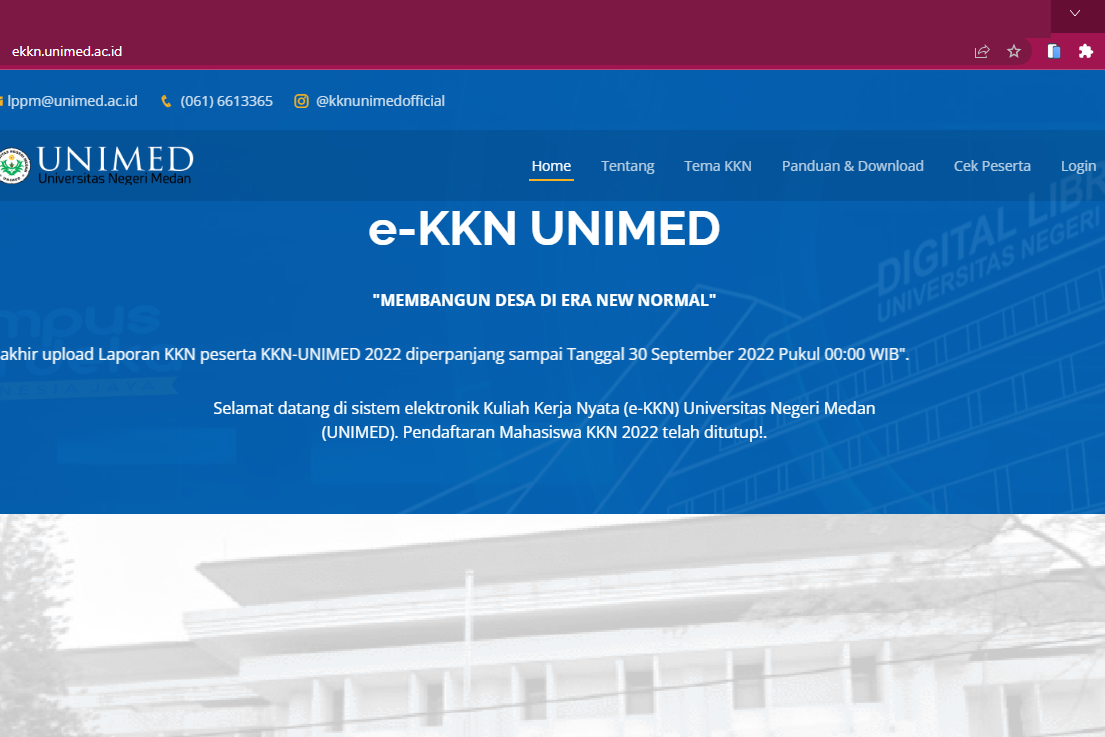 ekkn.unimed.ac.id
lppm@unimed.ac.id (061) 6613365 @kknunimedofficial
UNIMED
Universitas Negeri Medan
Home Tentang Tema KKN Panduan & Download Cek Peserta Login
e-KKN UNIMED
DIGITAL LIBR
UNIVERSITAS NEGERI
"MEMBANGUN DESA DI ERA NEW NORMAL"
akhir upload Laporan KKN peserta KKN-UNIMED 2022 diperpanjang sampai Tanggal 30 September 2022 Pukul 00:00 WIB".
Selamat datang di sistem elektronik Kuliah Kerja Nyata (e-KKN) Universitas Negeri Medan
(UNIMED). Pendaftaran Mahasiswa KKN 2022 telah ditutup!.